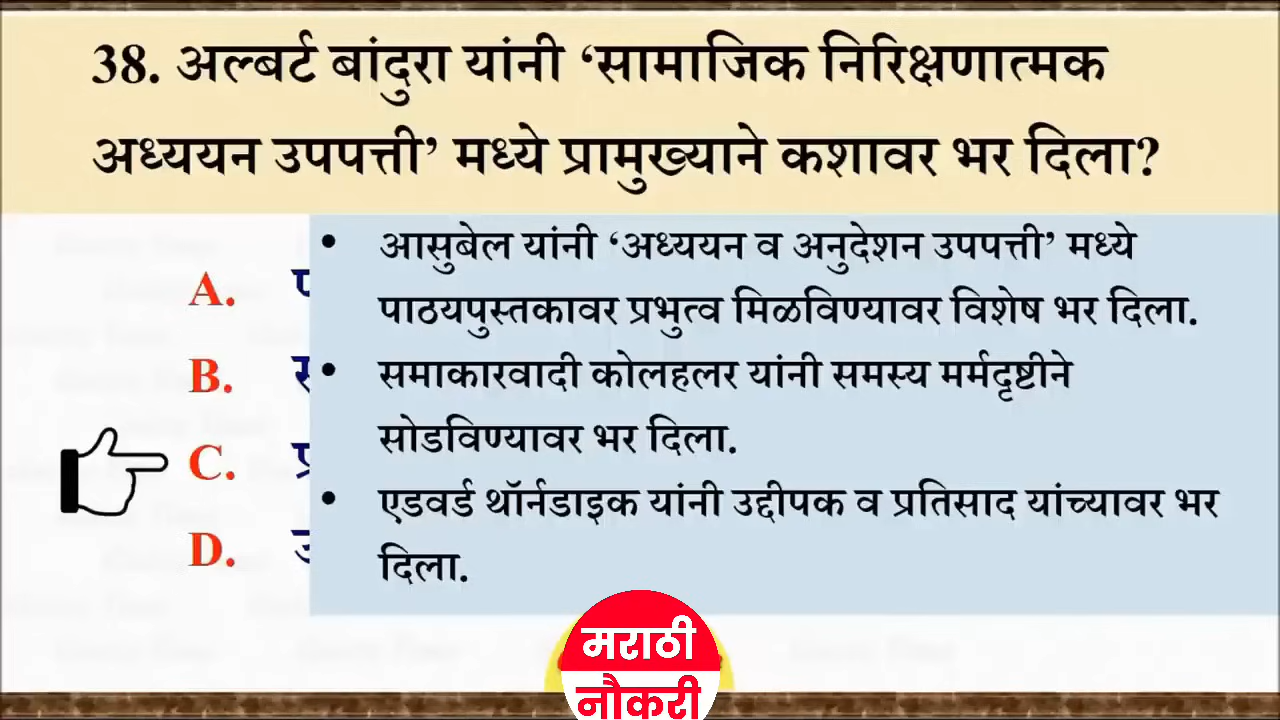 38. अल्बर्ट बांदुरा यांनी ‘सामाजिक निरिक्षणात्मक
अध्ययन उपपत्ती’ मध्ये प्रामुख्याने कशावर भर दिला?
A.
B.
C.
D.
• आसुबेल यांनी ‘अध्ययन व अनुदेशन उपपत्ती’ मध्ये
पाठयपुस्तकावर प्रभुत्व मिळविण्यावर विशेष भर दिला.
• समाकारवादी कोलहलर यांनी समस्य मर्मदृष्टीने
सोडविण्यावर भर दिला.
• एडवर्ड थॉर्नडाइक यांनी उद्दीपक व प्रतिसाद यांच्यावर भर
दिला.
मराठी
नौकरी